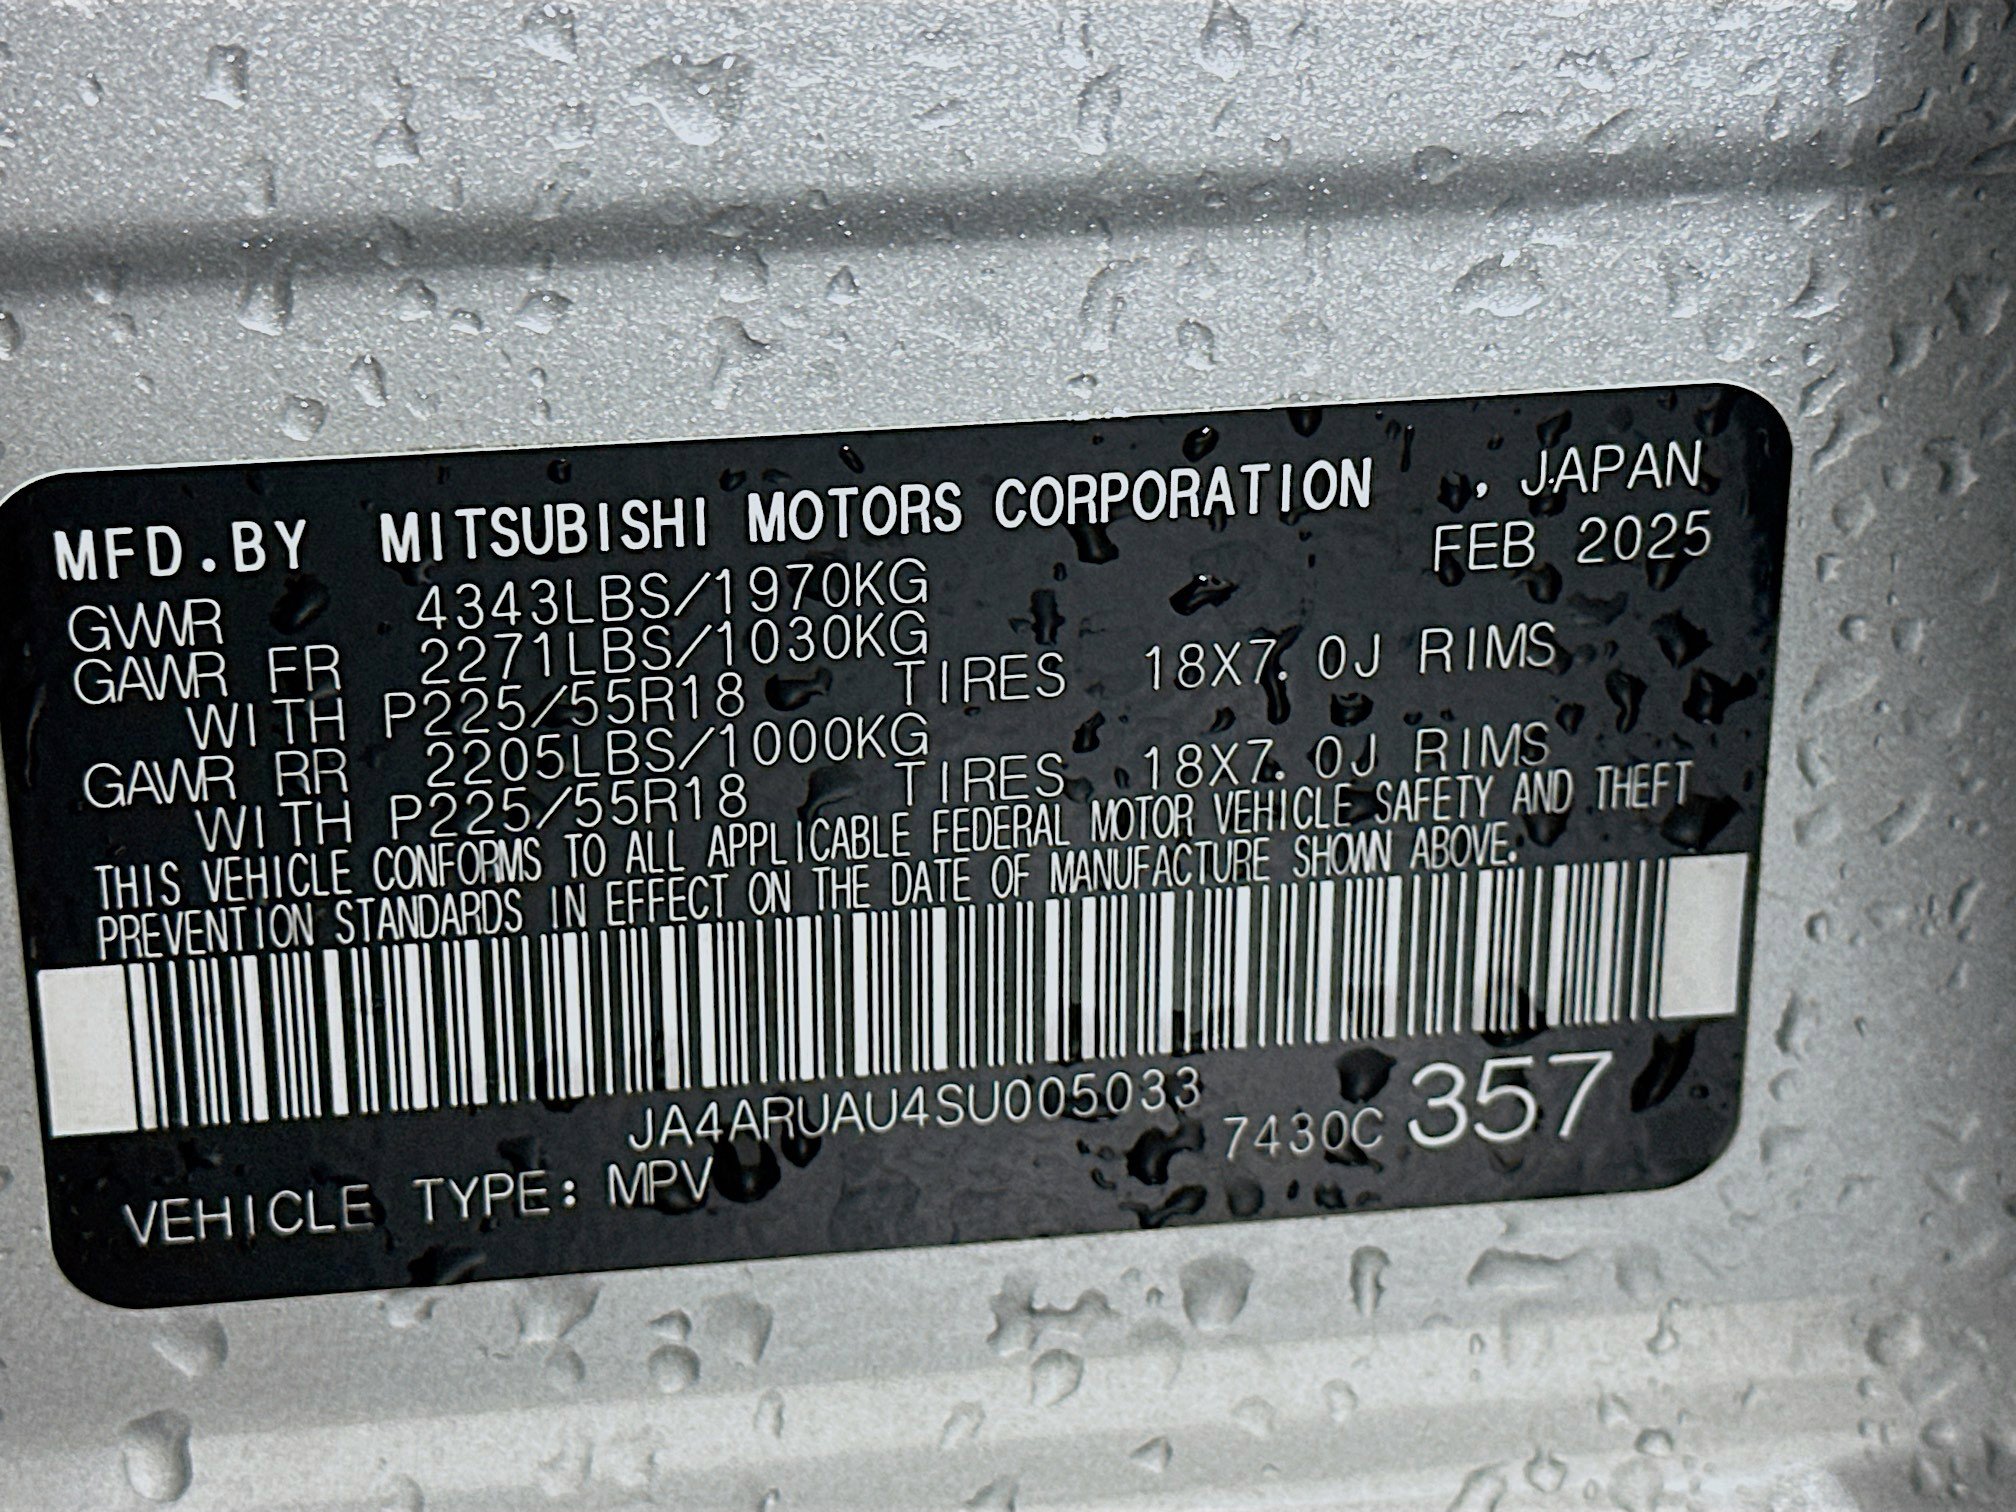 MFD.BY MITSUBISHI MOTORS CORPORATION , JAPAN
FEB 2025
GVWR 4343LBS/1970KG
GAWR FR 2271LBS/1030KG
WITH P225/55R18 TIRES 18X7.0J RIMS
GAWR RR 2205LBS/1000KG
WITH P225/55R18 TIRES 18X7.0J RIMS
THIS VEHICLE CONFORMS TO ALL APPLICABLE FEDERAL MOTOR VEHICLE SAFETY AND THEFT
PREVENTION STANDARDS IN EFFECT ON THE DATE OF MANUFACTURE SHOWN ABOVE.
JA4ARUAU4SU005033
7430C 357
VEHICLE TYPE: MPV